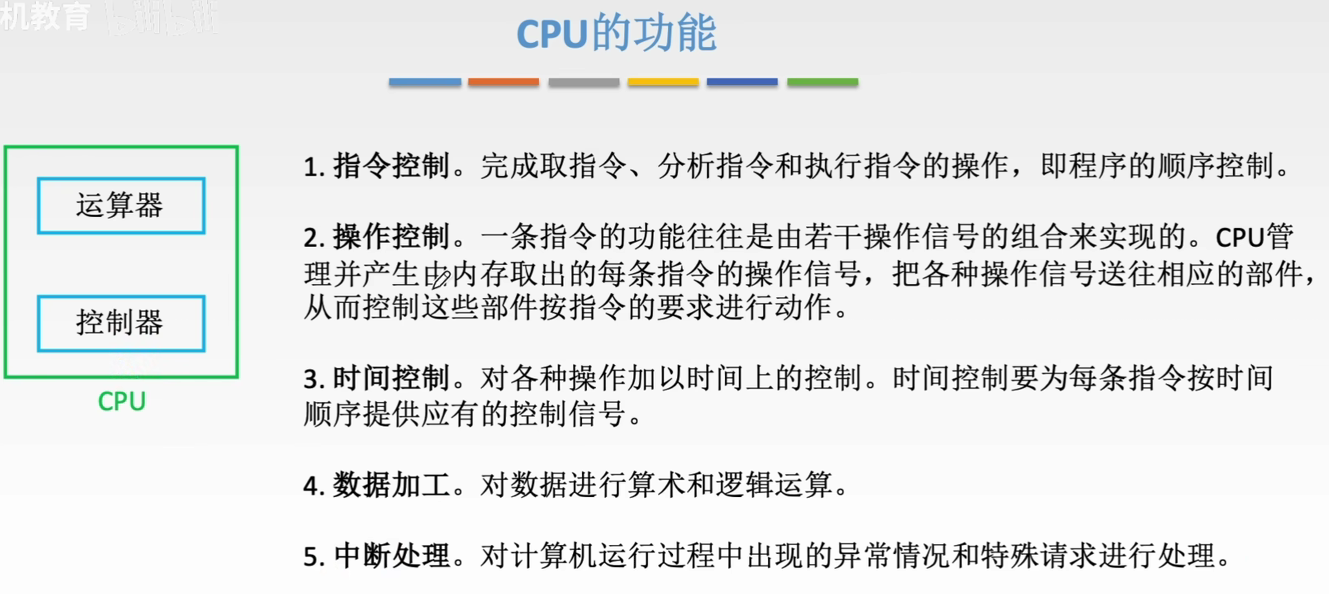 机教育 bilibili
CPU的功能
运算器
控制器
CPU
1. 指令控制。完成取指令、分析指令和执行指令的操作，即程序的顺序控制。
2. 操作控制。一条指令的功能往往是由若干操作信号的组合来实现的。CPU管
理并产生由内存取出的每条指令的操作信号，把各种操作信号送往相应的部件，
从而控制这些部件按指令的要求进行动作。
3. 时间控制。对各种操作加以时间上的控制。时间控制要为每条指令按时间
顺序提供应有的控制信号。
4. 数据加工。对数据进行算术和逻辑运算。
5. 中断处理。对计算机运行过程中出现的异常情况和特殊请求进行处理。